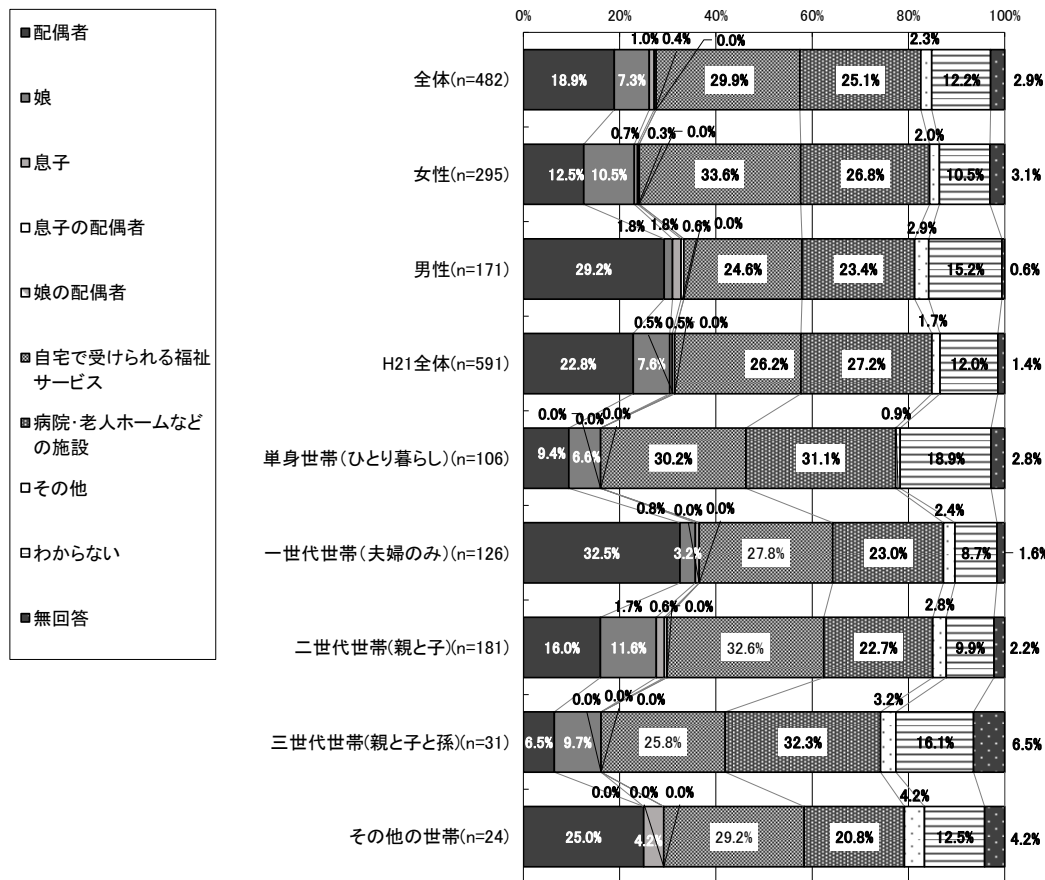 配偶者
娘
息子
息子の配偶者
娘の配偶者
自宅で受けられる福祉
サービス
病院・老人ホームなど
の施設
その他
わからない
無回答
0% 20% 40% 60% 80% 100%
1.0% 0.4% 0.0% 2.3%
全体(n=482) 18.9% 7.3% 29.9% 25.1% 12.2% 2.9%
0.7% 0.3% 0.0% 2.0%
女性(n=295) 12.5% 10.5% 33.6% 26.8% 10.5% 3.1%
1.8% 1.8% 0.6% 0.0% 2.9%
男性(n=171) 29.2% 24.6% 23.4% 15.2% 0.6%
0.5% 0.5% 0.0% 1.7%
H21全体(n=591) 22.8% 7.6% 26.2% 27.2% 12.0% 1.4%
0.0% 0.0% 0.0% 0.9%
単身世帯(ひとり暮らし)(n=106) 9.4% 6.6% 30.2% 31.1% 18.9% 2.8%
0.8% 0.0% 0.0% 2.4%
一世代世帯(夫婦のみ)(n=126) 32.5% 3.2% 27.8% 23.0% 8.7% 1.6%
1.7% 0.6% 0.0% 2.8%
二世代世帯(親と子)(n=181) 16.0% 11.6% 32.6% 22.7% 9.9% 2.2%
0.0% 0.0% 0.0% 3.2%
三世代世帯(親と子と孫)(n=31) 6.5% 9.7% 25.8% 32.3% 16.1% 6.5%
0.0% 0.0% 0.0% 4.2%
その他の世帯(n=24) 25.0% 4.2% 29.2% 20.8% 12.5% 4.2%